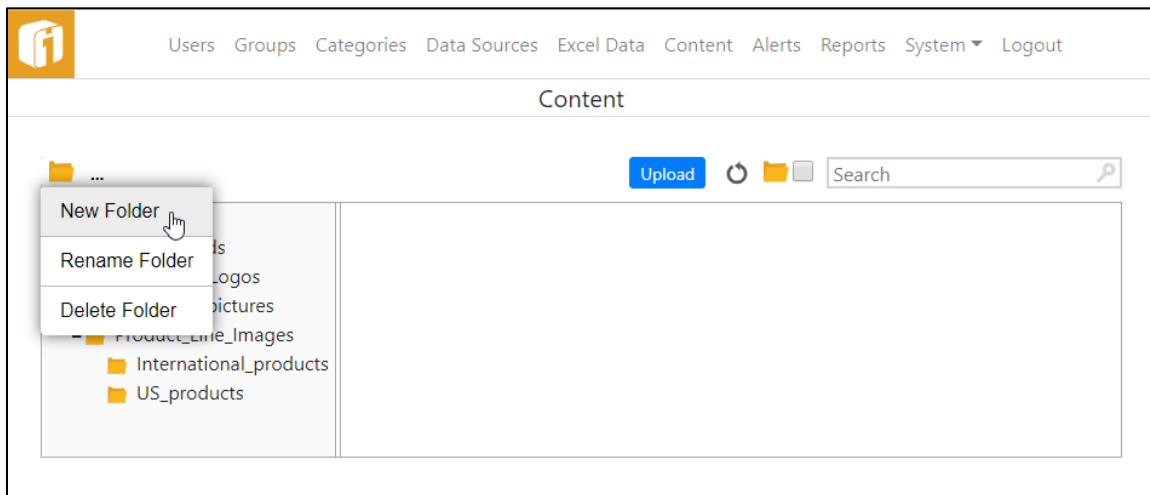 Users Groups Categories Data Sources Excel Data Content Alerts Reports System Logout
Content
...
Upload
Search
New Folder
Rename Folder
Delete Folder
Product_Line_Images
International_products
US_products